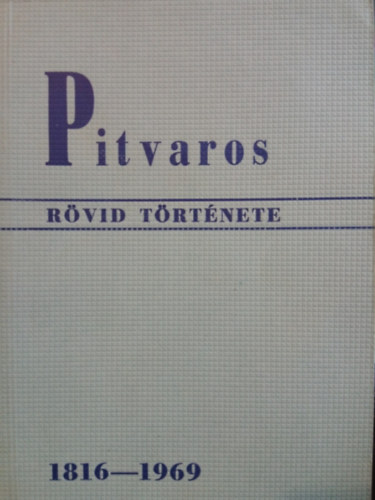 Pitvaros
RÖVID TÖRTÉNETE
1816—1969